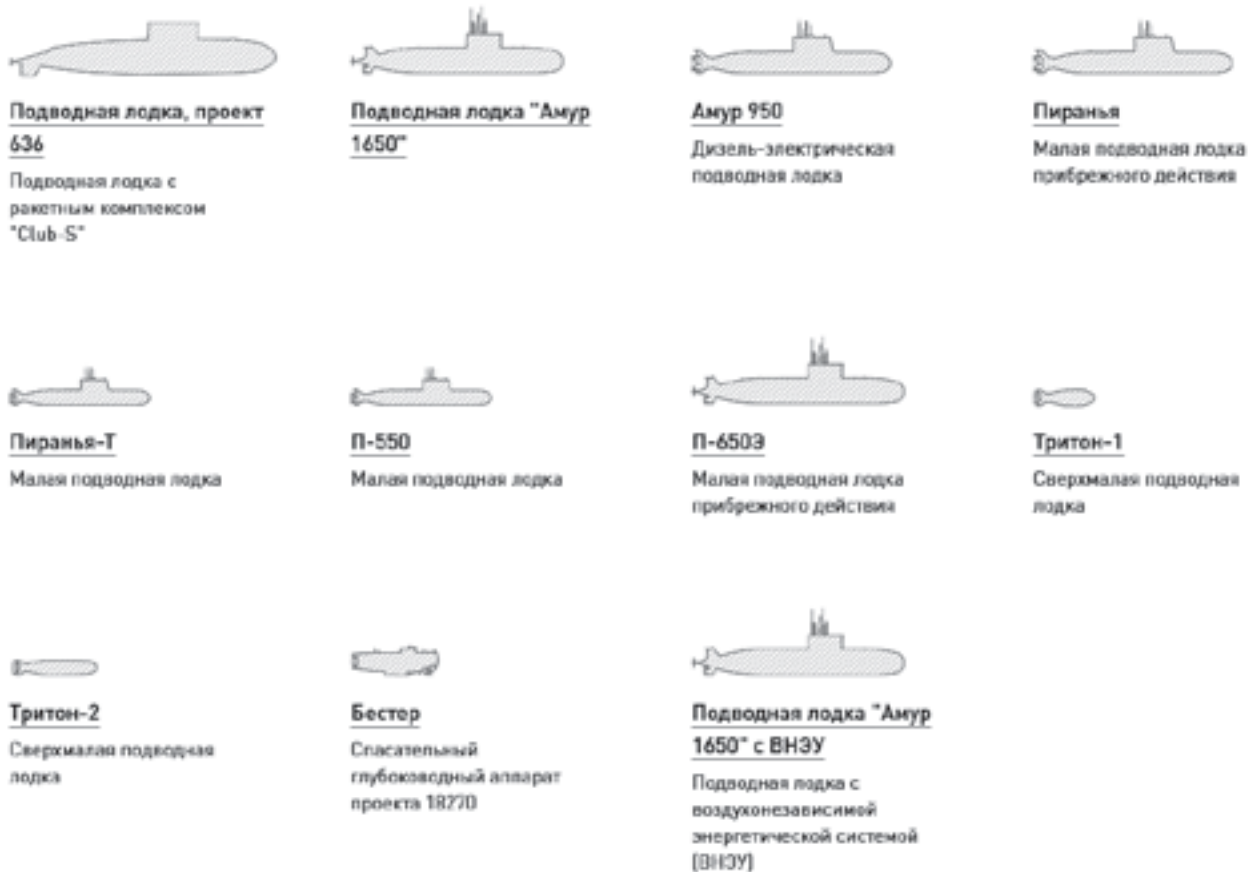 Подводная лодка, проект
636
Подводная лодка с
ракетным комплексом
"Club-S"
Подводная лодка "Амур
1650"
Амур 950
Дизель-электрическая
подводная лодка
Пиранья
Малая подводная лодка
прибрежного действия
Пиранья-Т
Малая подводная лодка
П-550
Малая подводная лодка
П-650Э
Малая подводная лодка
прибрежного действия
Тритон-1
Сверхмалая подводная
лодка
Тритон-2
Сверхмалая подводная
лодка
Бестер
Спасательный
глубоководный аппарат
проекта 18270
Подводная лодка "Амур
1650" с ВНЭУ
Подводная лодка с
воздухонезависимой
энергетической системой
(ВНЭУ)